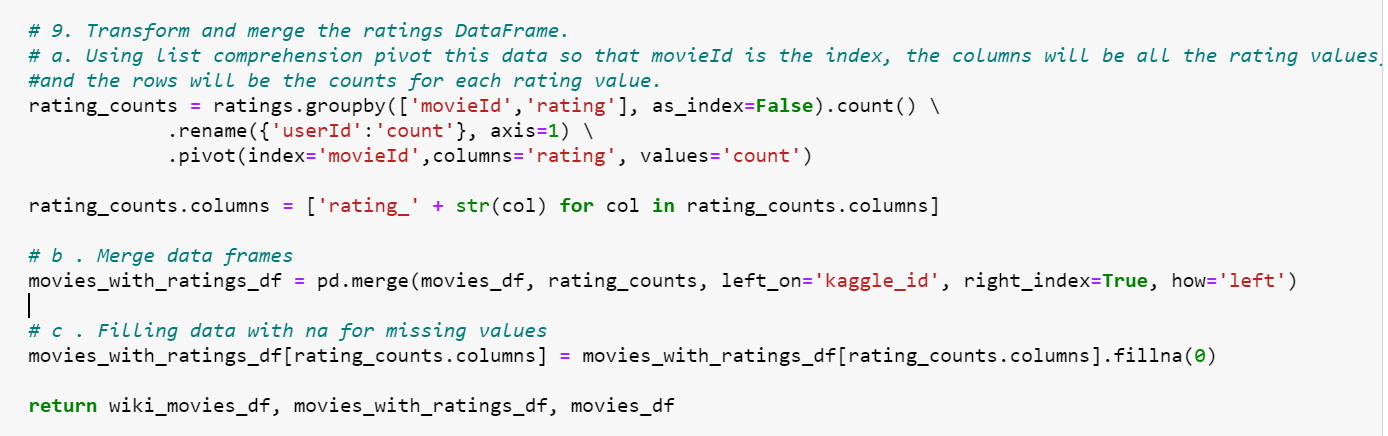 # 9. Transform and merge the ratings DataFrame.
# a. Using list comprehension pivot this data so that movieId is the index, the columns will be all the rating values,
#and the rows will be the counts for each rating value.
rating_counts = ratings.groupby(['movieId','rating'], as_index=False).count() \
            .rename({'userId':'count'}, axis=1) \
            .pivot(index='movieId',columns='rating', values='count')
rating_counts.columns = ['rating_' + str(col) for col in rating_counts.columns]
# b . Merge data frames
movies_with_ratings_df = pd.merge(movies_df, rating_counts, left_on='kaggle_id', right_index=True, how='left')
# c . Filling data with na for missing values
movies_with_ratings_df[rating_counts.columns] = movies_with_ratings_df[rating_counts.columns].fillna(0)
return wiki_movies_df, movies_with_ratings_df, movies_df